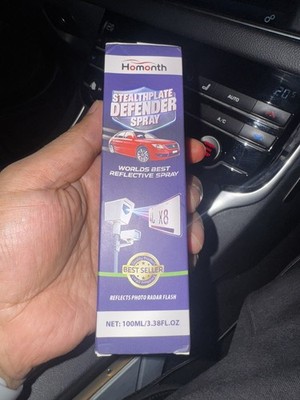 Homonth
STEALTHPLATE
DEFENDER
SPRAY
WORLDS BEST
REFLECTIVE SPRAY
X8
BEST SELLER
REFLECTS PHOTO RADAR FLASH
NET: 100ML/3.38FL.OZ
AUTO
A/C